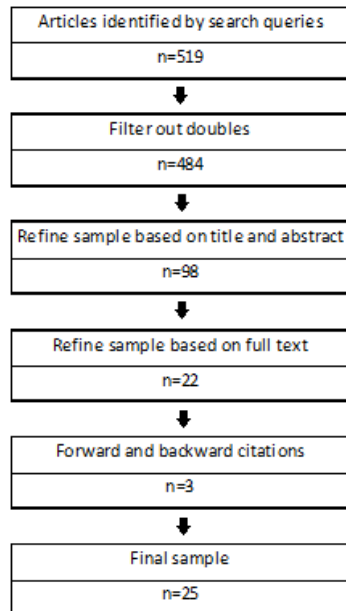 Articles identified by search queries
n=519
Filter out doubles
n=484
Refine sample based on title and abstract
n=98
Refine sample based on full text
n=22
Forward and backward citations
n=3
Final sample
n=25